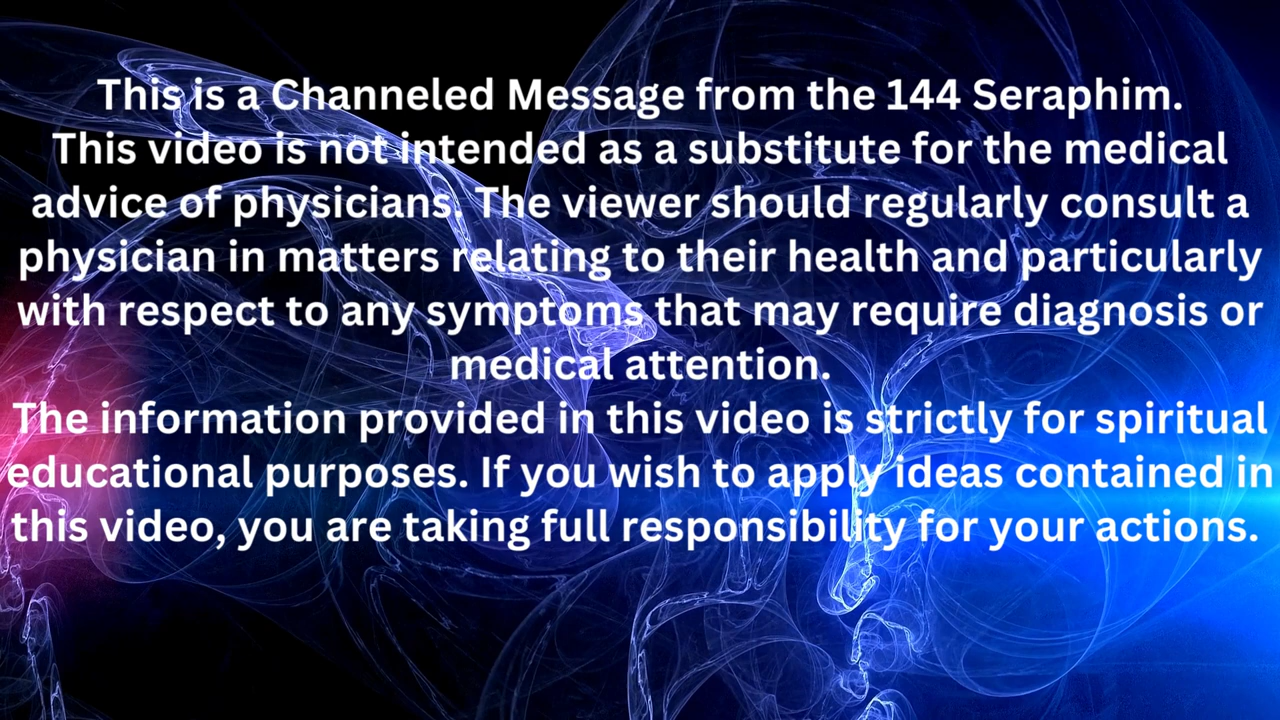 This is a Channeled Message from the 144 Seraphim.
This video is not intended as a substitute for the medical
advice of physicians. The viewer should regularly consult a
physician in matters relating to their health and particularly
with respect to any symptoms that may require diagnosis or
medical attention.
The information provided in this video is strictly for spiritual
educational purposes. If you wish to apply ideas contained in
this video, you are taking full responsibility for your actions.